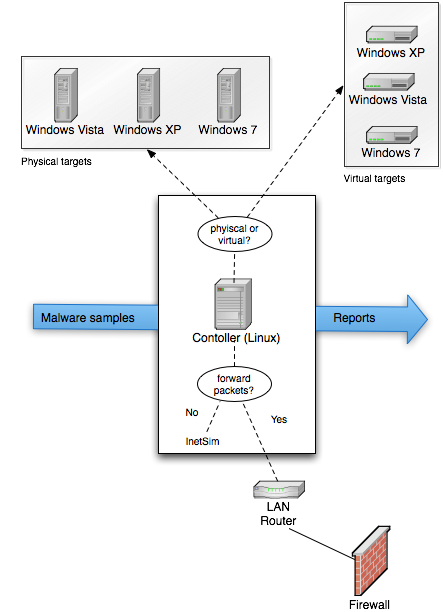 Windows XP
Windows Vista
Windows 7
Virtual targets
Windows Vista
Windows XP
Windows 7
Physical targets
phyiscal or
virtual?
Malware samples
Contoller (Linux)
Reports
forward
packets?
No
Yes
InetSim
LAN
Router
Firewall